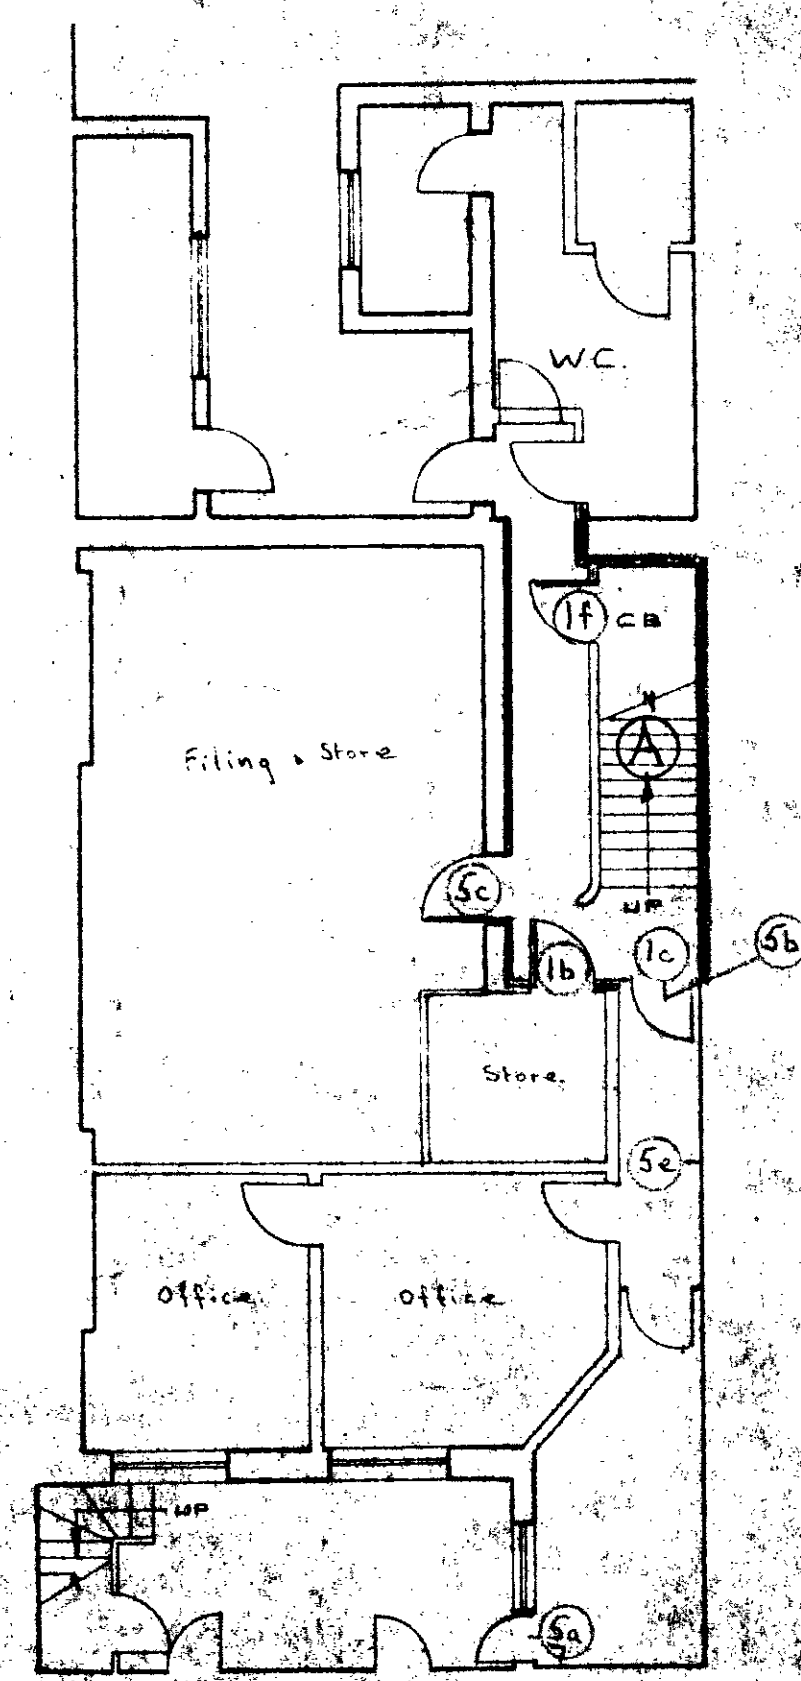 W.C.
1f
CB
A
Filing & Store
5c
UP
1c
5b
1b
Store.
5e
Office
Office
UP
5a